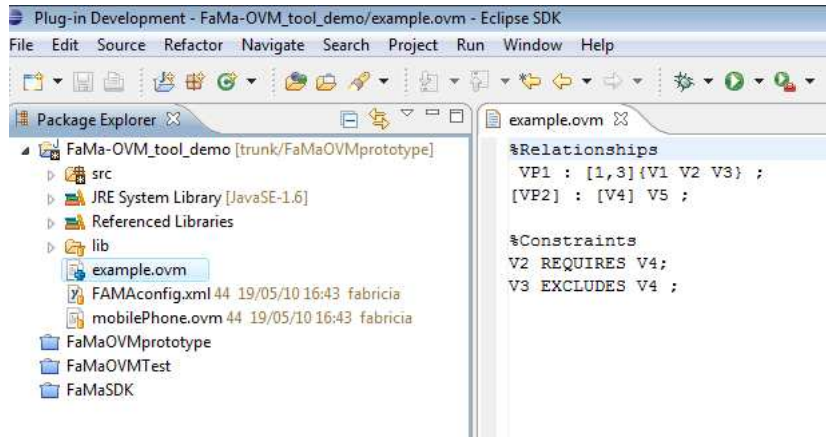 Plug-in Development - FaMa-OVM_tool_demo/example.ovm - Eclipse SDK
File Edit Source Refactor Navigate Search Project Run Window Help
Package Explorer
FaMa-OVM_tool_demo [trunk/FaMaOVMprototype]
src
JRE System Library [JavaSE-1.6]
Referenced Libraries
lib
example.ovm
FAMAconfig.xml 44 19/05/10 16:43 fabricia
mobilePhone.ovm 44 19/05/10 16:43 fabricia
FaMaOVMprototype
FaMaOVMTest
FaMaSDK
example.ovm
%Relationships
VP1 : [1,3]{V1 V2 V3} ;
[VP2] : [V4] V5 ;
%Constraints
V2 REQUIRES V4;
V3 EXCLUDES V4 ;